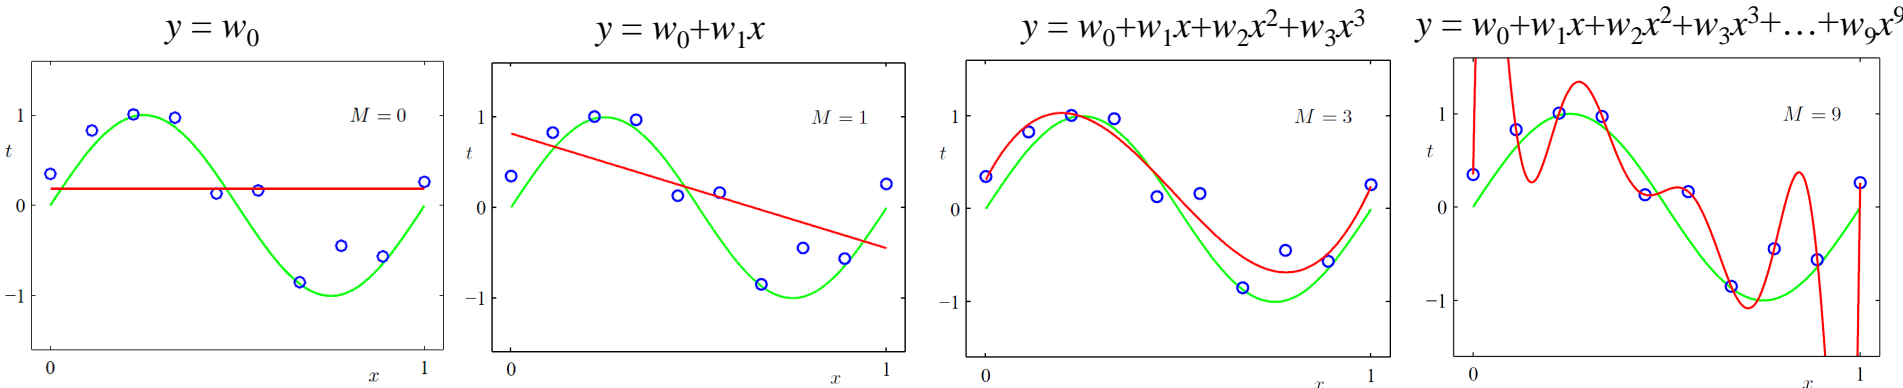 y = w₀
y = w₀+w₁x
y = w₀+w₁x+w₂x²+w₃x³
y = w₀+w₁x+w₂x²+w₃x³+…+w₉x⁹
M = 0
1
t
0
−1
0
x
1
M = 1
1
t
0
−1
0
x
1
M = 3
1
t
0
−1
0
x
1
M = 9
1
t
0
−1
0
x
1